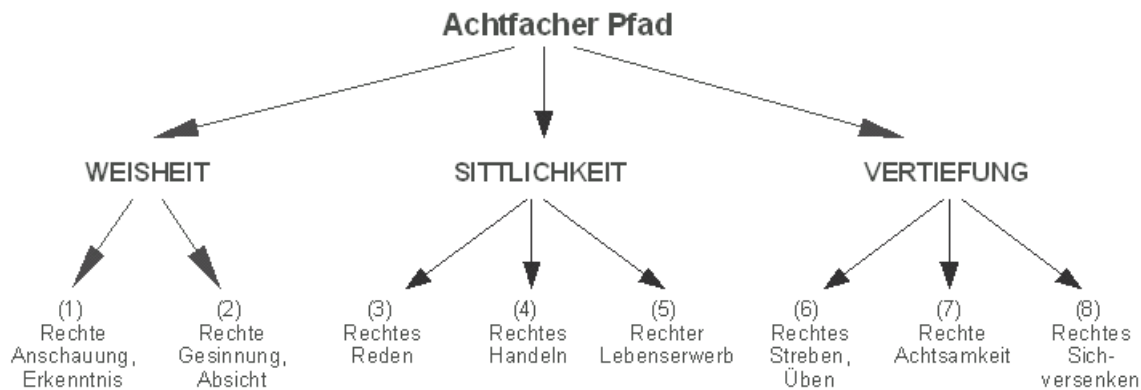 Achtfacher Pfad
WEISHEIT
SITTLICHKEIT
VERTIEFUNG
(1)
Rechte
Anschauung,
Erkenntnis
(2)
Rechte
Gesinnung,
Absicht
(3)
Rechtes
Reden
(4)
Rechtes
Handeln
(5)
Rechter
Lebenserwerb
(6)
Rechtes
Streben,
Üben
(7)
Rechte
Achtsamkeit
(8)
Rechtes
Sich-
versenken